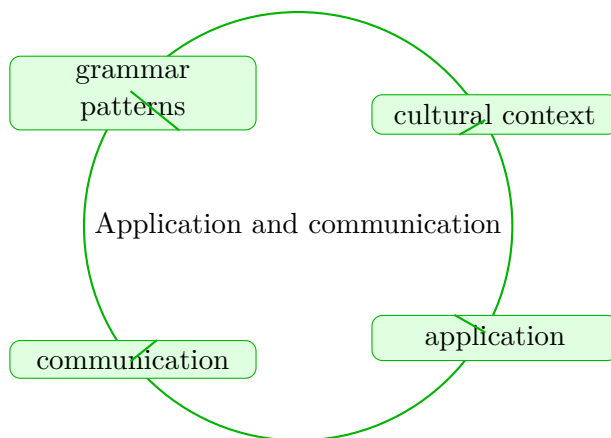 grammar
patterns
cultural context
Application and communication
communication
application